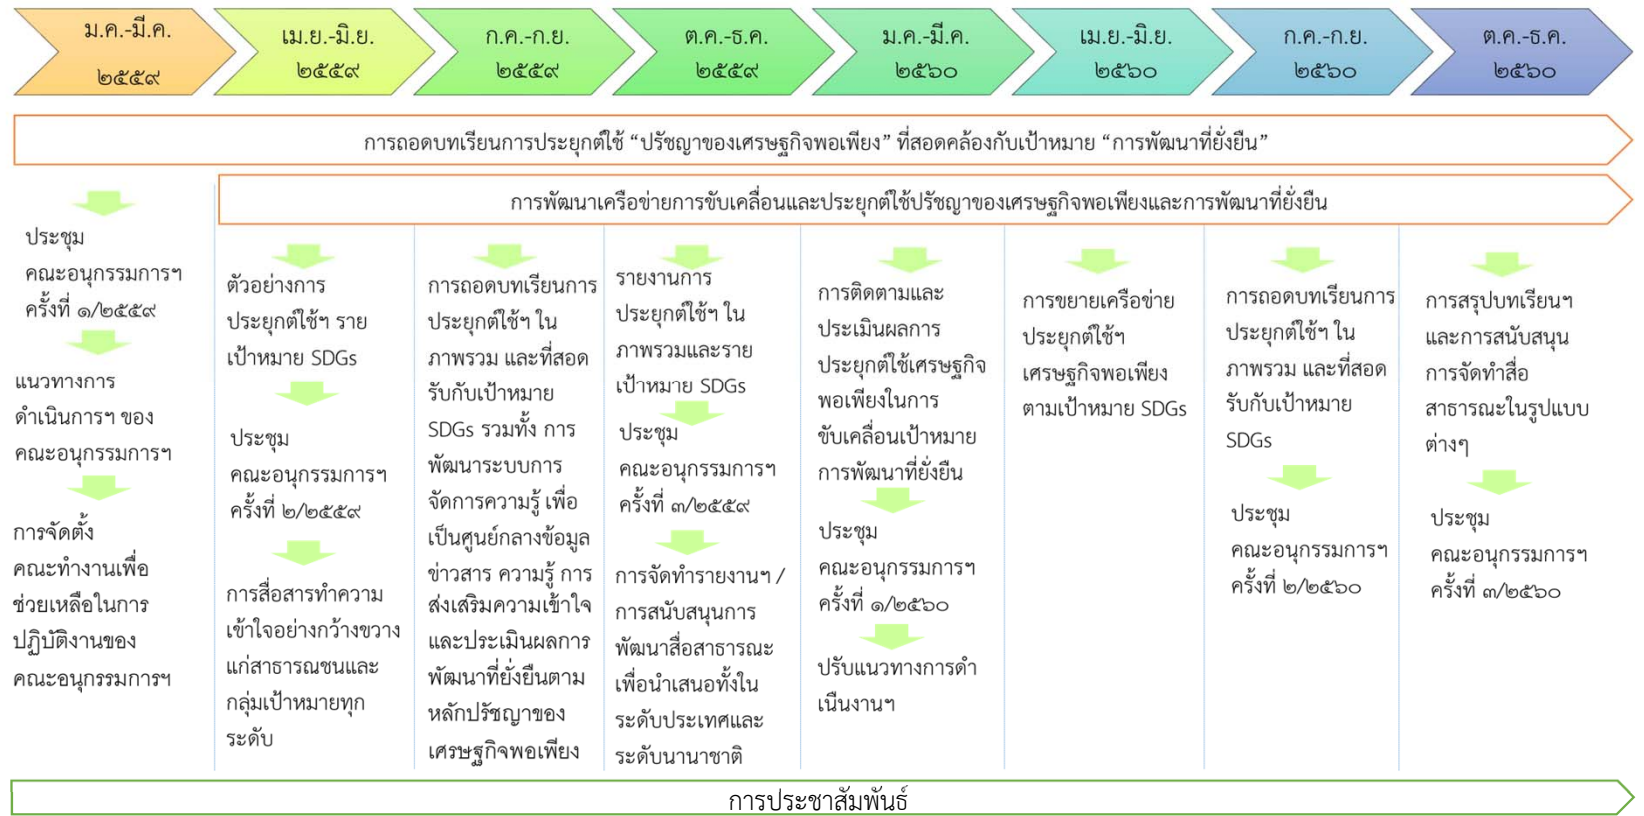 ม.ค.-มี.ค.
๒๕๕๙
เม.ย.-มิ.ย.
๒๕๕๙
ก.ค.-ก.ย.
๒๕๕๙
ต.ค.-ธ.ค.
๒๕๕๙
ม.ค.-มี.ค.
๒๕๖๐
เม.ย.-มิ.ย.
๒๕๖๐
ก.ค.-ก.ย.
๒๕๖๐
ต.ค.-ธ.ค.
๒๕๖๐
การถอดบทเรียนการประยุกต์ใช้ “ปรัชญาของเศรษฐกิจพอเพียง” ที่สอดคล้องกับเป้าหมาย “การพัฒนาที่ยั่งยืน”
การพัฒนาเครือข่ายการขับเคลื่อนและประยุกต์ใช้ปรัชญาของเศรษฐกิจพอเพียงและการพัฒนาที่ยั่งยืน
ประชุม
คณะอนุกรรมการฯ
ครั้งที่ ๑/๒๕๕๙
แนวทางการ
ดำเนินการฯ ของ
คณะอนุกรรมการฯ
การจัดตั้ง
คณะทำงานเพื่อ
ช่วยเหลือในการ
ปฏิบัติงานของ
คณะอนุกรรมการฯ
ตัวอย่างการ
ประยุกต์ใช้ฯ ราย
เป้าหมาย SDGs
ประชุม
คณะอนุกรรมการฯ
ครั้งที่ ๒/๒๕๕๙
การสื่อสารทำความ
เข้าใจอย่างกว้างขวาง
แก่สาธารณชนและ
กลุ่มเป้าหมายทุก
ระดับ
การถอดบทเรียนการ
ประยุกต์ใช้ฯ ใน
ภาพรวม และที่สอด
รับกับเป้าหมาย
SDGs รวมทั้ง การ
พัฒนาระบบการ
จัดการความรู้ เพื่อ
เป็นศูนย์กลางข้อมูล
ข่าวสาร ความรู้ การ
ส่งเสริมความเข้าใจ
และประเมินผลการ
พัฒนาที่ยั่งยืนตาม
หลักปรัชญาของ
เศรษฐกิจพอเพียง
รายงานการ
ประยุกต์ใช้ฯ ใน
ภาพรวมและราย
เป้าหมาย SDGs
ประชุม
คณะอนุกรรมการฯ
ครั้งที่ ๓/๒๕๕๙
การจัดทำรายงานฯ /
การสนับสนุนการ
พัฒนาสื่อสาธารณะ
เพื่อนำเสนอทั้งใน
ระดับประเทศและ
ระดับนานาชาติ
การติดตามและ
ประเมินผลการ
ประยุกต์ใช้เศรษฐกิจ
พอเพียงในการ
ขับเคลื่อนเป้าหมาย
การพัฒนาที่ยั่งยืน
ประชุม
คณะอนุกรรมการฯ
ครั้งที่ ๑/๒๕๖๐
ปรับแนวทางการดำ
เนินงานฯ
การขยายเครือข่าย
ประยุกต์ใช้ฯ
เศรษฐกิจพอเพียง
ตามเป้าหมาย SDGs
การถอดบทเรียนการ
ประยุกต์ใช้ฯ ใน
ภาพรวม และที่สอด
รับกับเป้าหมาย
SDGs
ประชุม
คณะอนุกรรมการฯ
ครั้งที่ ๒/๒๕๖๐
การสรุปบทเรียนฯ
และการสนับสนุน
การจัดทำสื่อ
สาธารณะในรูปแบบ
ต่างๆ
ประชุม
คณะอนุกรรมการฯ
ครั้งที่ ๓/๒๕๖๐
การประชาสัมพันธ์